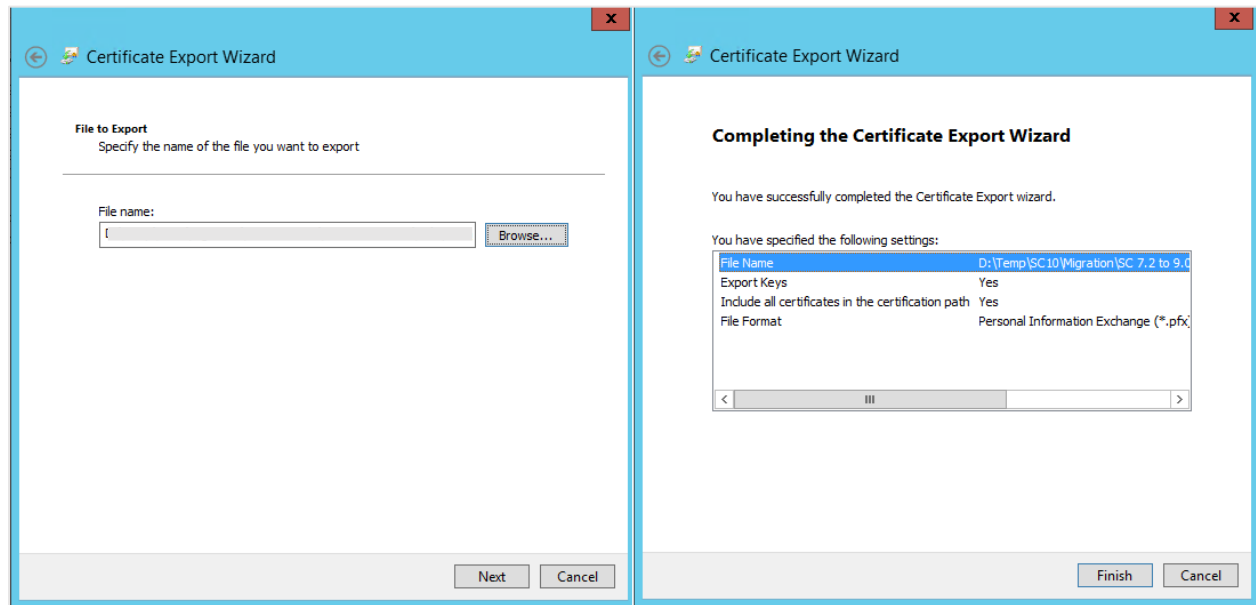 x
Certificate Export Wizard
File to Export
Specify the name of the file you want to export
File name:
Browse...
Next Cancel
x
Certificate Export Wizard
Completing the Certificate Export Wizard
You have successfully completed the Certificate Export wizard.
You have specified the following settings:
File Name D:\Temp\SC10\Migration\SC 7.2 to 9.0
Export Keys Yes
Include all certificates in the certification path Yes
File Format Personal Information Exchange (*.pfx)
Finish Cancel